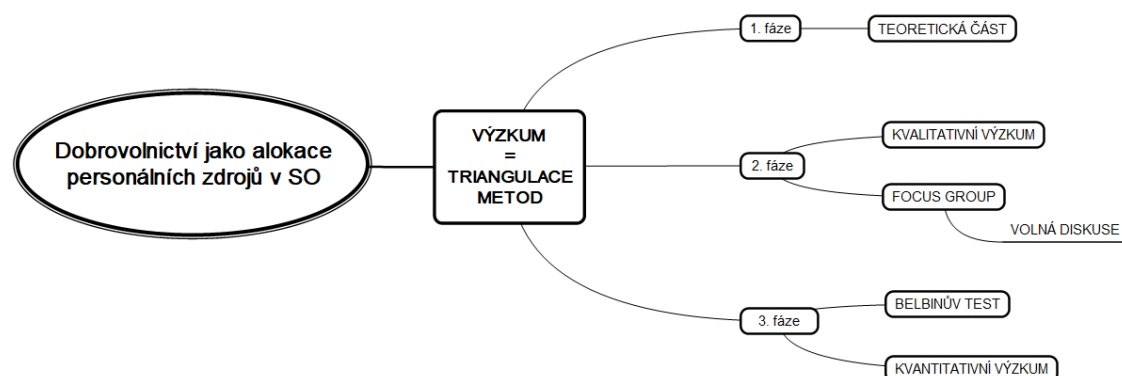 Dobrovolnictví jako alokace
personálních zdrojů v SO
VÝZKUM
=
TRIANGULACE
METOD
1. fáze
TEORETICKÁ ČÁST
2. fáze
KVALITATIVNÍ VÝZKUM
FOCUS GROUP
VOLNÁ DISKUSE
3. fáze
BELBINŮV TEST
KVANTITATIVNÍ VÝZKUM